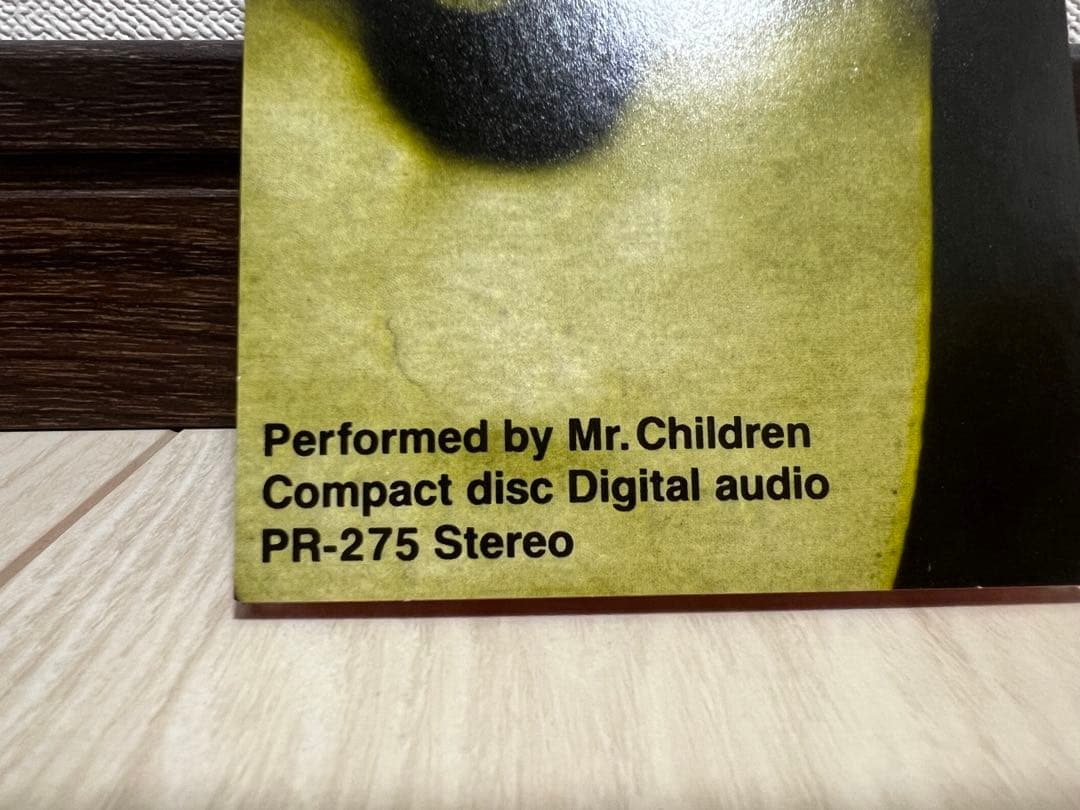 Performed by Mr.Children
Compact disc Digital audio
PR-275 Stereo